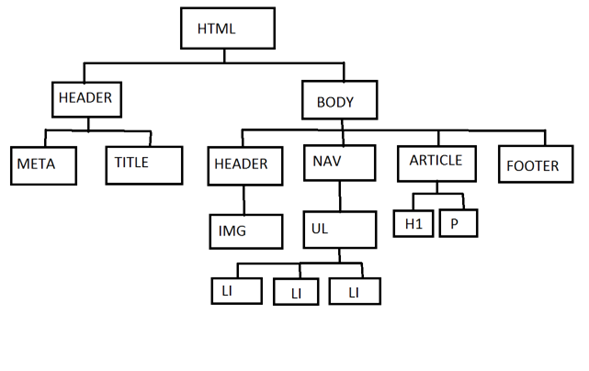 HTML
HEADER
BODY
META
TITLE
HEADER
NAV
ARTICLE
FOOTER
IMG
UL
H1
P
LI
LI
LI